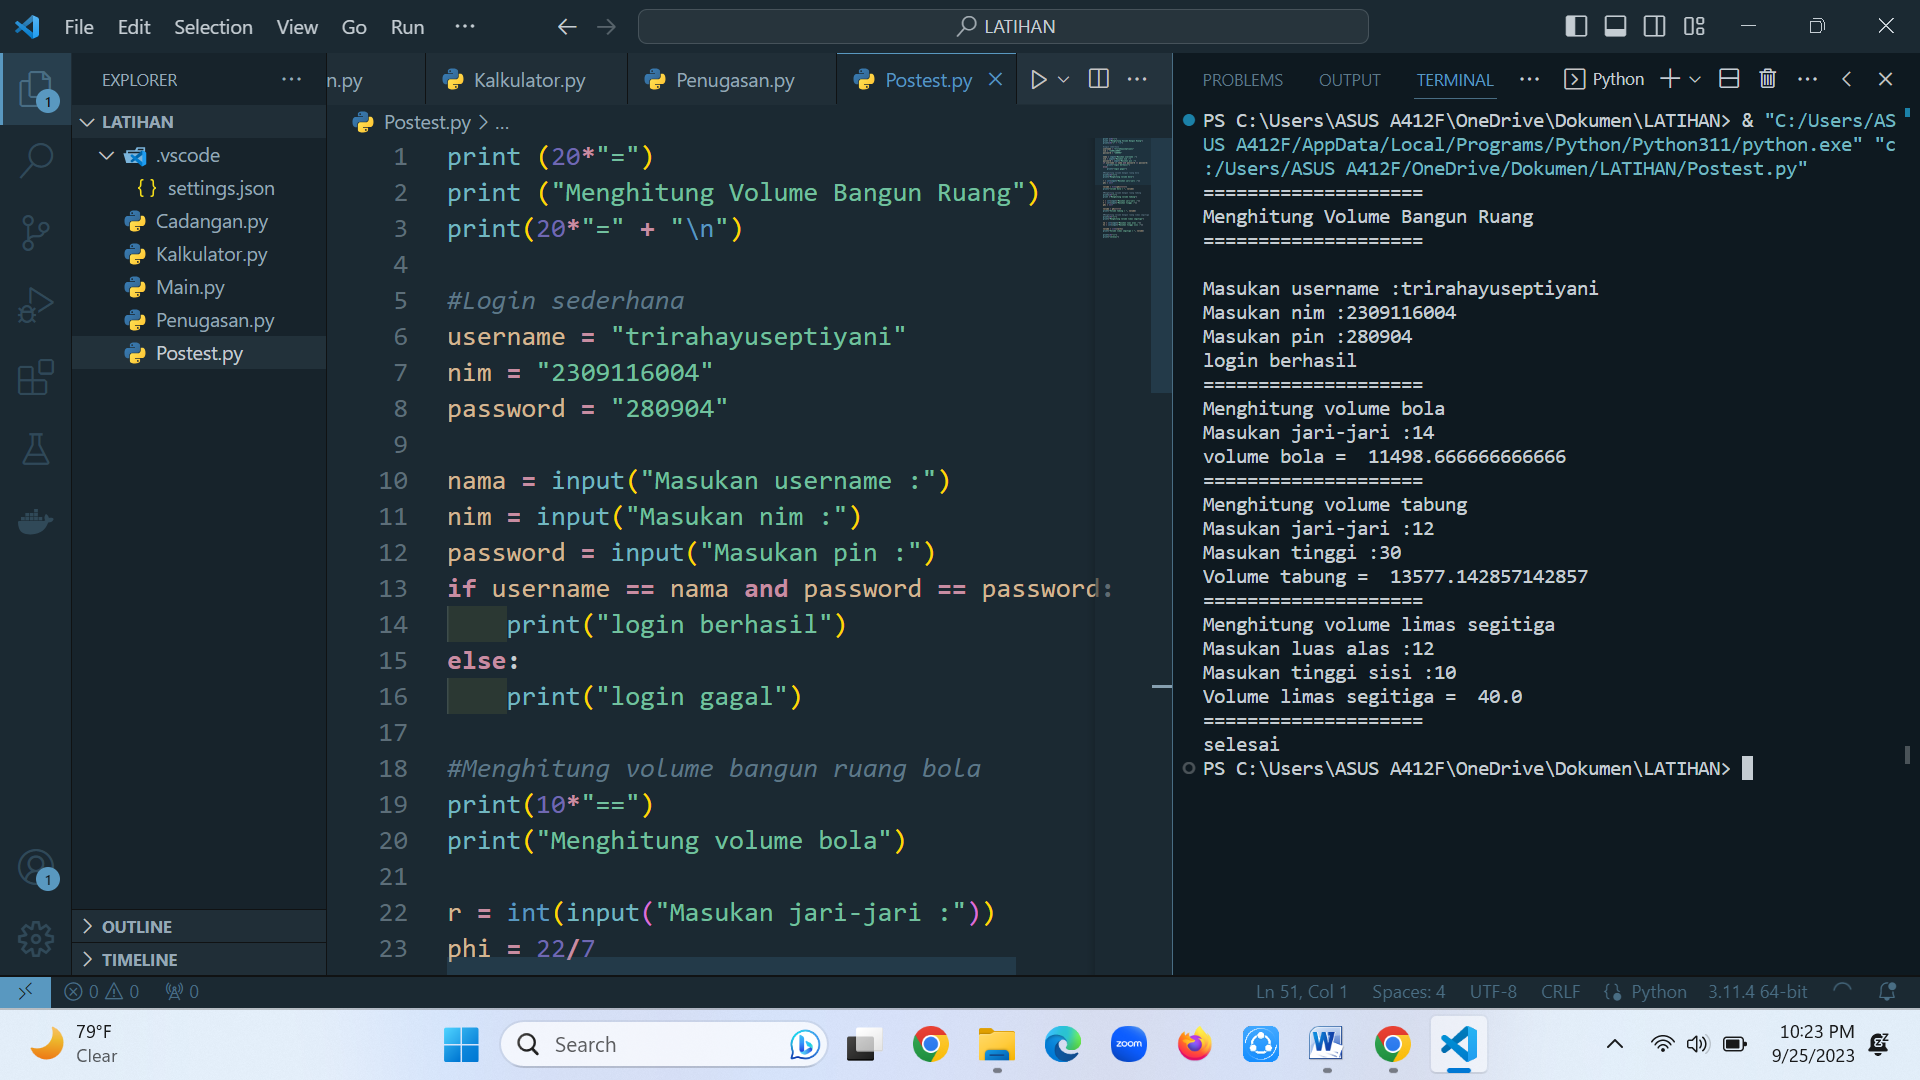 File Edit Selection View Go Run ... LATIHAN
EXPLORER ...
LATIHAN
.vscode
{ } settings.json
Cadangan.py
Kalkulator.py
Main.py
Penugasan.py
Postest.py
OUTLINE
TIMELINE
1
1
n.py Kalkulator.py Penugasan.py Postest.py
Postest.py > ...
1 print (20*"=")
2 print ("Menghitung Volume Bangun Ruang")
3 print(20*"=" + "\n")
4
5 #Login sederhana
6 username = "trirahayuseptiyani"
7 nim = "2309116004"
8 password = "280904"
9
10 nama = input("Masukan username :")
11 nim = input("Masukan nim :")
12 password = input("Masukan pin :")
13 if username == nama and password == password:
14 print("login berhasil")
15 else:
16 print("login gagal")
17
18 #Menghitung volume bangun ruang bola
19 print(10*"==")
20 print("Menghitung volume bola")
21
22 r = int(input("Masukan jari-jari :"))
23 phi = 22/7
PROBLEMS OUTPUT TERMINAL ... Python
PS C:\Users\ASUS A412F\OneDrive\Dokumen\LATIHAN> & "C:/Users/AS
US A412F/AppData/Local/Programs/Python/Python311/python.exe" "c
:/Users/ASUS A412F/OneDrive/Dokumen/LATIHAN/Postest.py"
====================
Menghitung Volume Bangun Ruang
====================
Masukan username :trirahayuseptiyani
Masukan nim :2309116004
Masukan pin :280904
login berhasil
====================
Menghitung volume bola
Masukan jari-jari :14
volume bola =  11498.666666666666
====================
Menghitung volume tabung
Masukan jari-jari :12
Masukan tinggi :30
Volume tabung =  13577.142857142857
====================
Menghitung volume limas segitiga
Masukan luas alas :12
Masukan tinggi sisi :10
Volume limas segitiga =  40.0
====================
selesai
PS C:\Users\ASUS A412F\OneDrive\Dokumen\LATIHAN>
0 0 0 Ln 51, Col 1 Spaces: 4 UTF-8 CRLF Python 3.11.4 64-bit
79°F
Clear
Search
zoom
W
10:23 PM
9/25/2023